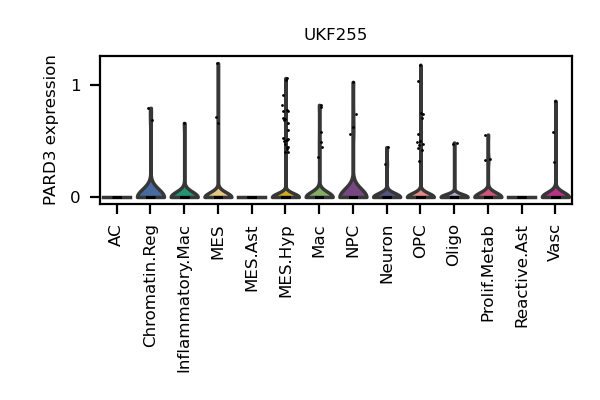 UKF255
PARD3 expression
1
0
AC
Chromatin.Reg
Inflammatory.Mac
MES
MES.Ast
MES.Hyp
Mac
NPC
Neuron
OPC
Oligo
Prolif.Metab
Reactive.Ast
Vasc